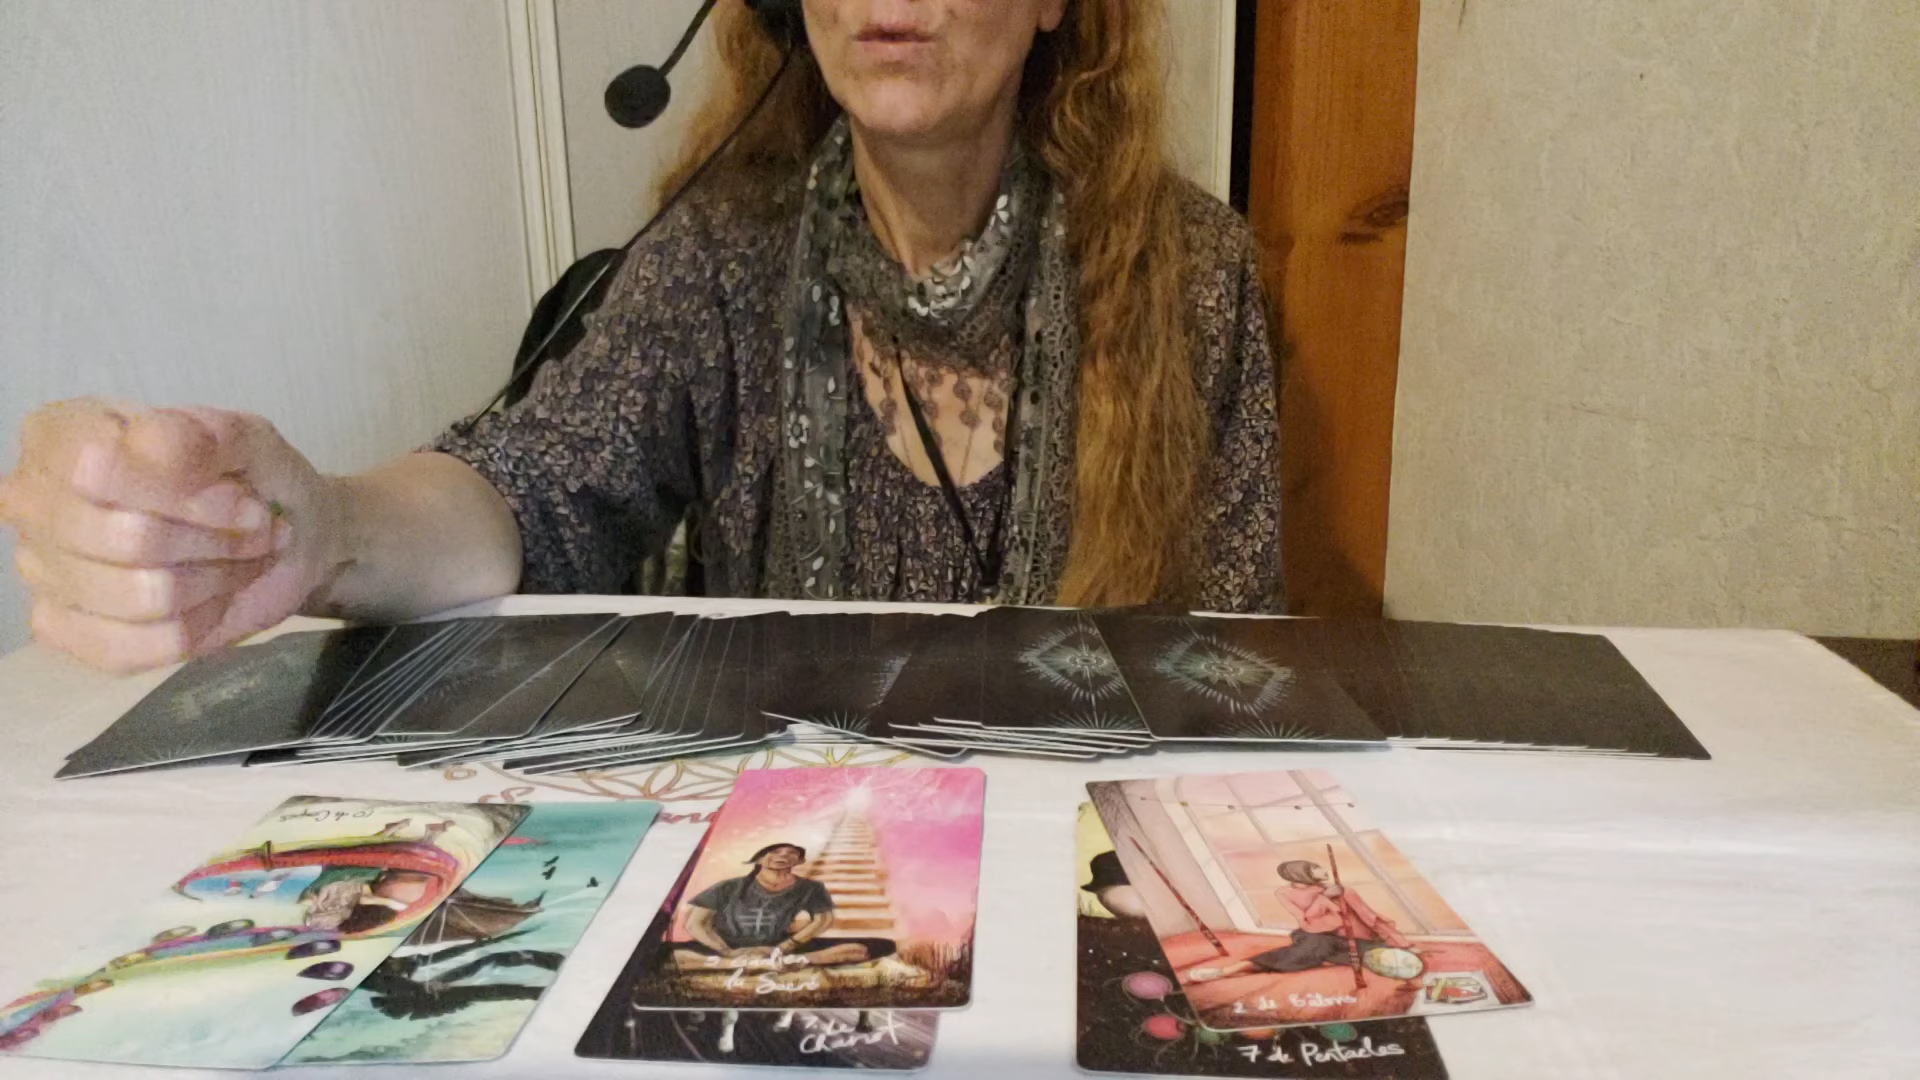 10 de Coupes
5 Gardien
du Sacré
7. Le
Chariot
2 de Bâtons
7 de Pentacles